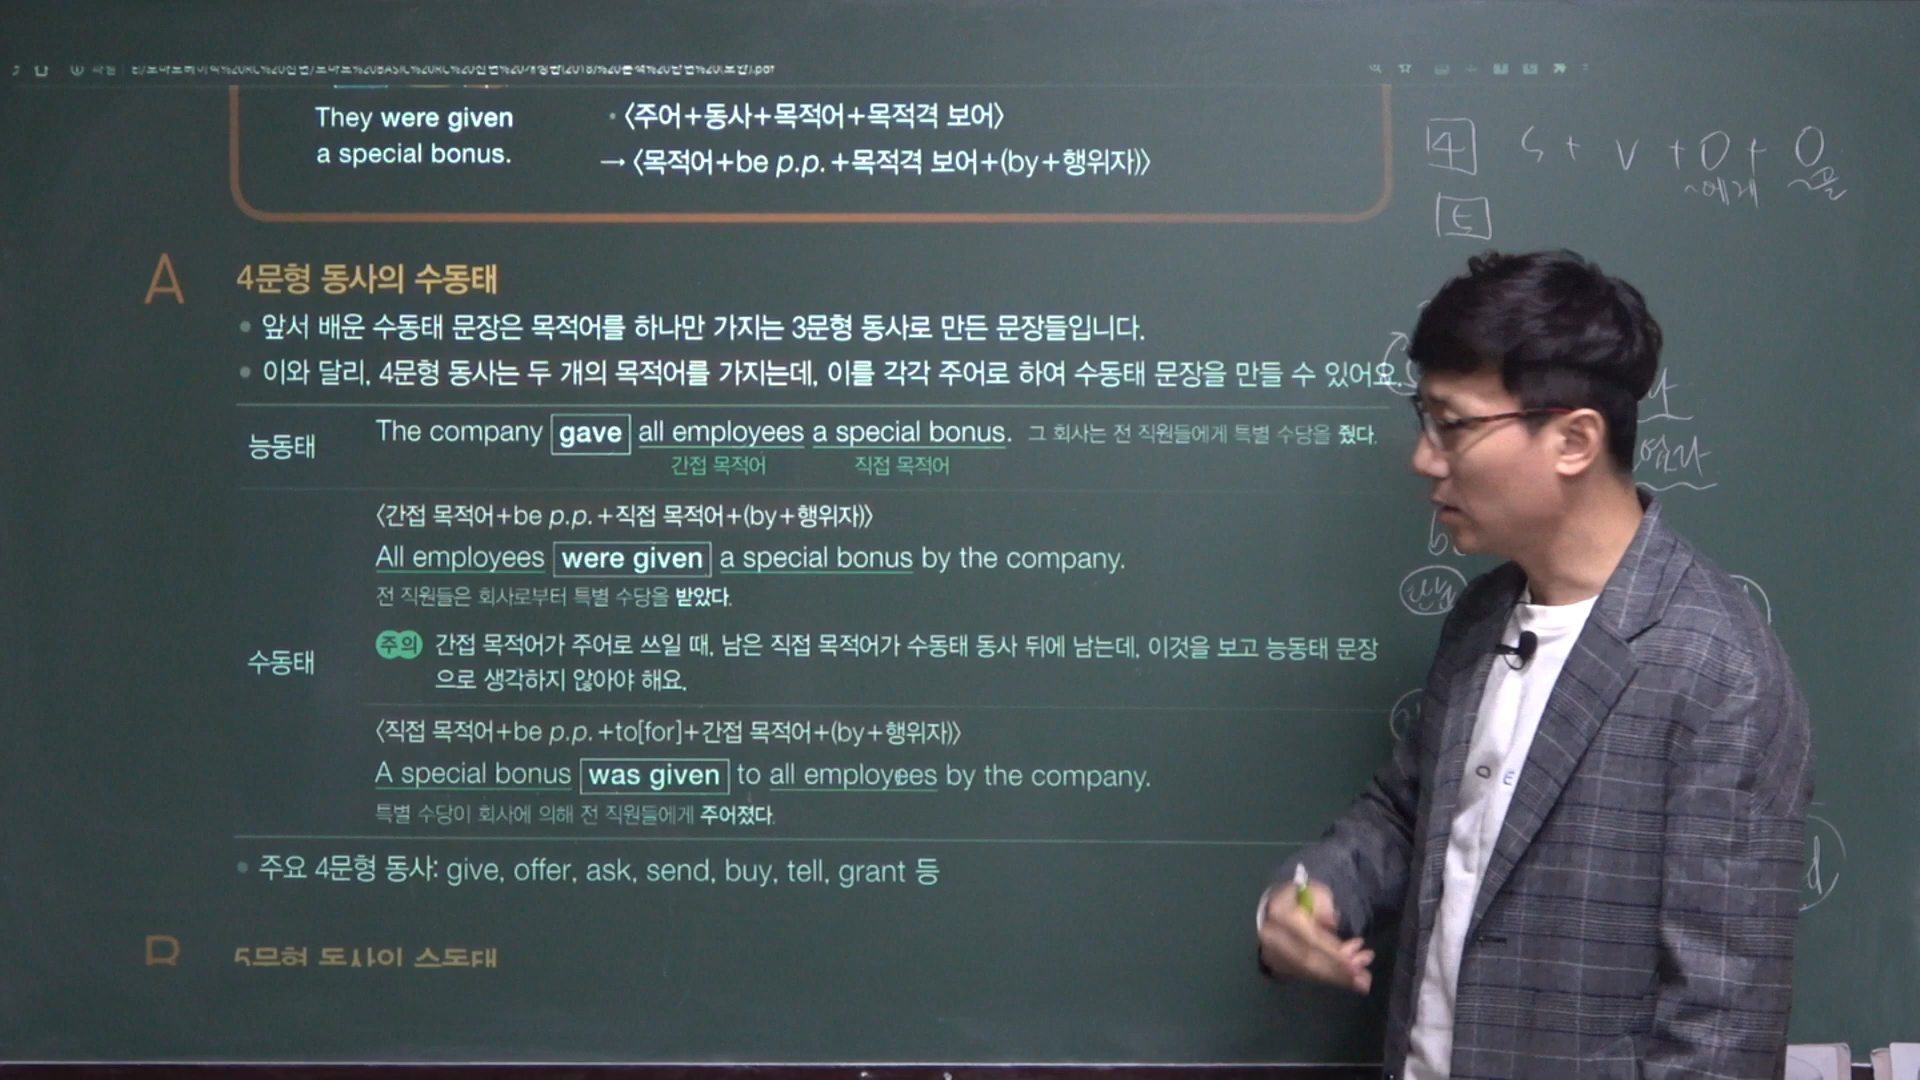 They were given
a special bonus.
• 〈주어+동사+목적어+목적격 보어〉
→ 〈목적어+be p.p.+목적격 보어+(by+행위자)〉
4 S + V + O + O
~에게 ~을
5
A 4문형 동사의 수동태
• 앞서 배운 수동태 문장은 목적어를 하나만 가지는 3문형 동사로 만든 문장들입니다.
• 이와 달리, 4문형 동사는 두 개의 목적어를 가지는데, 이를 각각 주어로 하여 수동태 문장을 만들 수 있어요.
능동태
The company gave all employees a special bonus. 그 회사는 전 직원들에게 특별 수당을 줬다.
간접 목적어 직접 목적어
수동태
〈간접 목적어+be p.p.+직접 목적어+(by+행위자)〉
All employees were given a special bonus by the company.
전 직원들은 회사로부터 특별 수당을 받았다.
주의 간접 목적어가 주어로 쓰일 때, 남은 직접 목적어가 수동태 동사 뒤에 남는데, 이것을 보고 능동태 문장
으로 생각하지 않아야 해요.
〈직접 목적어+be p.p.+to[for]+간접 목적어+(by+행위자)〉
A special bonus was given to all employees by the company.
특별 수당이 회사에 의해 전 직원들에게 주어졌다.
• 주요 4문형 동사: give, offer, ask, send, buy, tell, grant 등
B 5문형 동사의 수동태